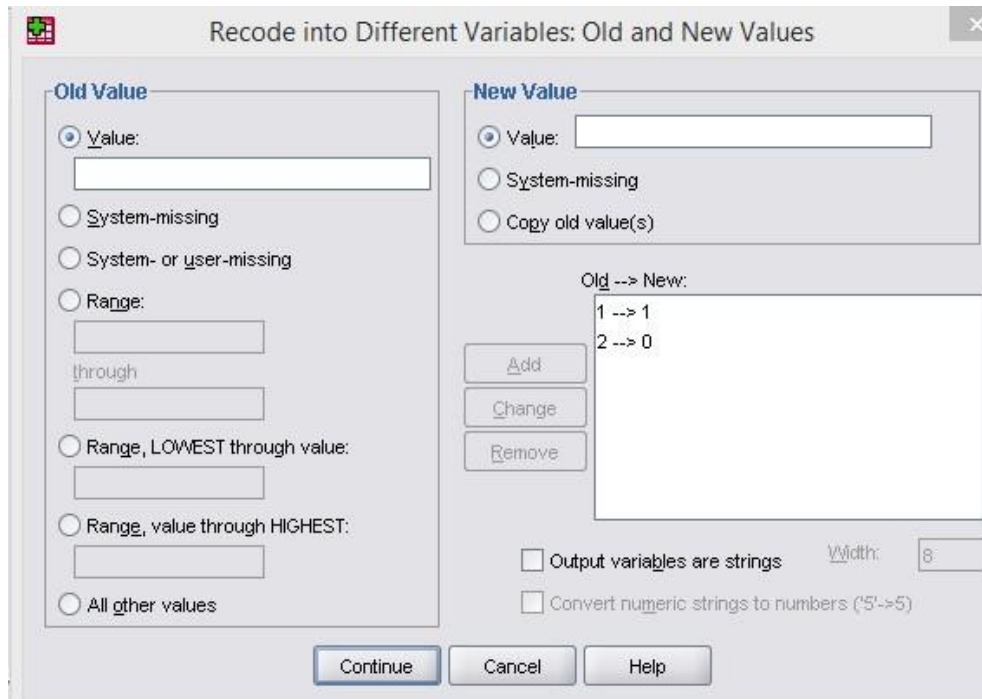 Recode into Different Variables: Old and New Values
Old Value
Value:
System-missing
System- or user-missing
Range:
through
Range, LOWEST through value:
Range, value through HIGHEST:
All other values
New Value
Value:
System-missing
Copy old value(s)
Old --> New:
1 --> 1
2 --> 0
Add
Change
Remove
Output variables are strings
Width:
8
Convert numeric strings to numbers ('5'->5)
Continue
Cancel
Help